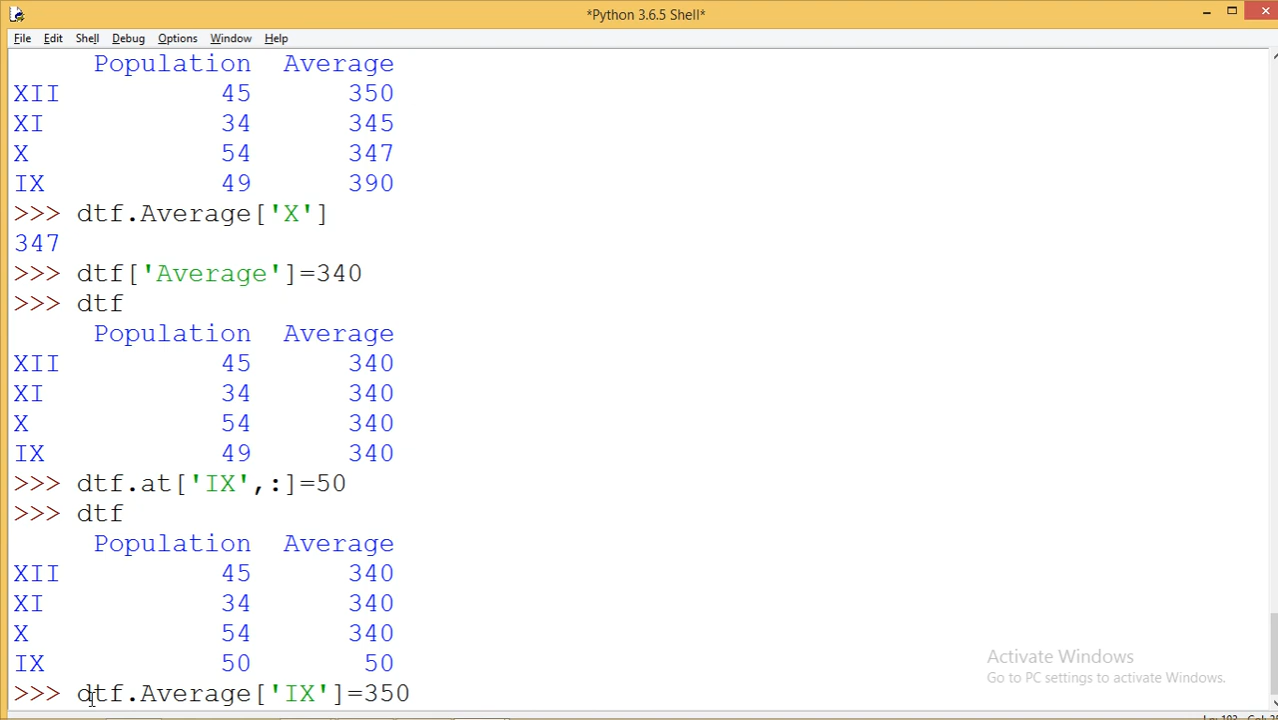 *Python 3.6.5 Shell*
File Edit Shell Debug Options Window Help
Population Average
XII 45 350
XI 34 345
X 54 347
IX 49 390
>>> dtf.Average['X']
347
>>> dtf['Average']=340
>>> dtf
Population Average
XII 45 340
XI 34 340
X 54 340
IX 49 340
>>> dtf.at['IX',:]=50
>>> dtf
Population Average
XII 45 340
XI 34 340
X 54 340
IX 50 50
>>> dtf.Average['IX']=350
Activate Windows
Go to PC settings to activate Windows.